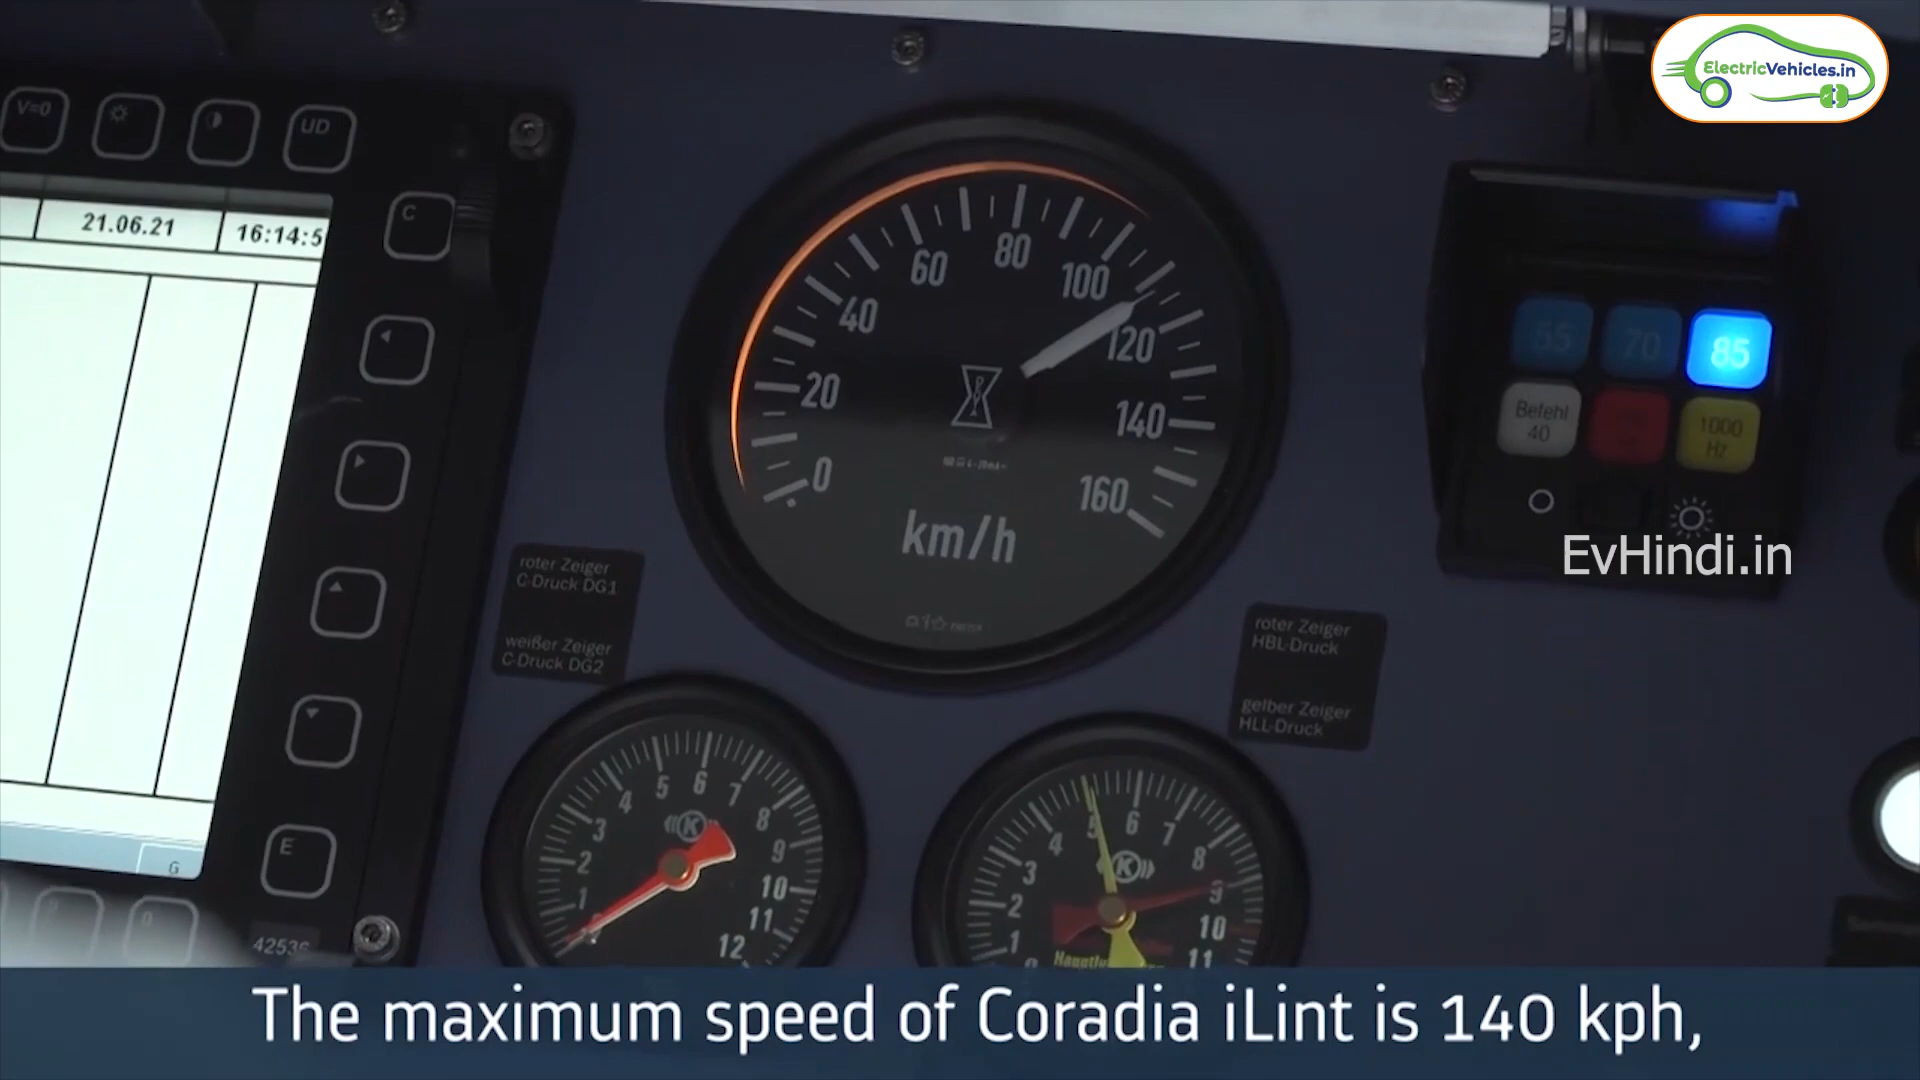 ElectricVehicles.in
V=0
UD
C
21.06.21
16:14:5
0
20
40
60
80
100
120
140
160
km/h
55
70
85
Befehl
40
1000
Hz
EvHindi.in
roter Zeiger
C-Druck DG1
weißer Zeiger
C-Druck DG2
roter Zeiger
HBL-Druck
gelber Zeiger
HLL-Druck
E
G
1
2
3
4
5
6
7
8
9
10
11
12
K
1
2
3
4
5
6
7
8
9
10
11
K
The maximum speed of Coradia iLint is 140 kph,